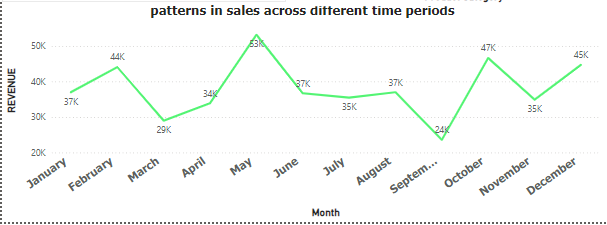 patterns in sales across different time periods
REVENUE
50K
40K
30K
20K
37K
44K
29K
34K
53K
37K
35K
37K
24K
47K
35K
45K
January
February
March
April
May
June
July
August
Septem...
October
November
December
Month